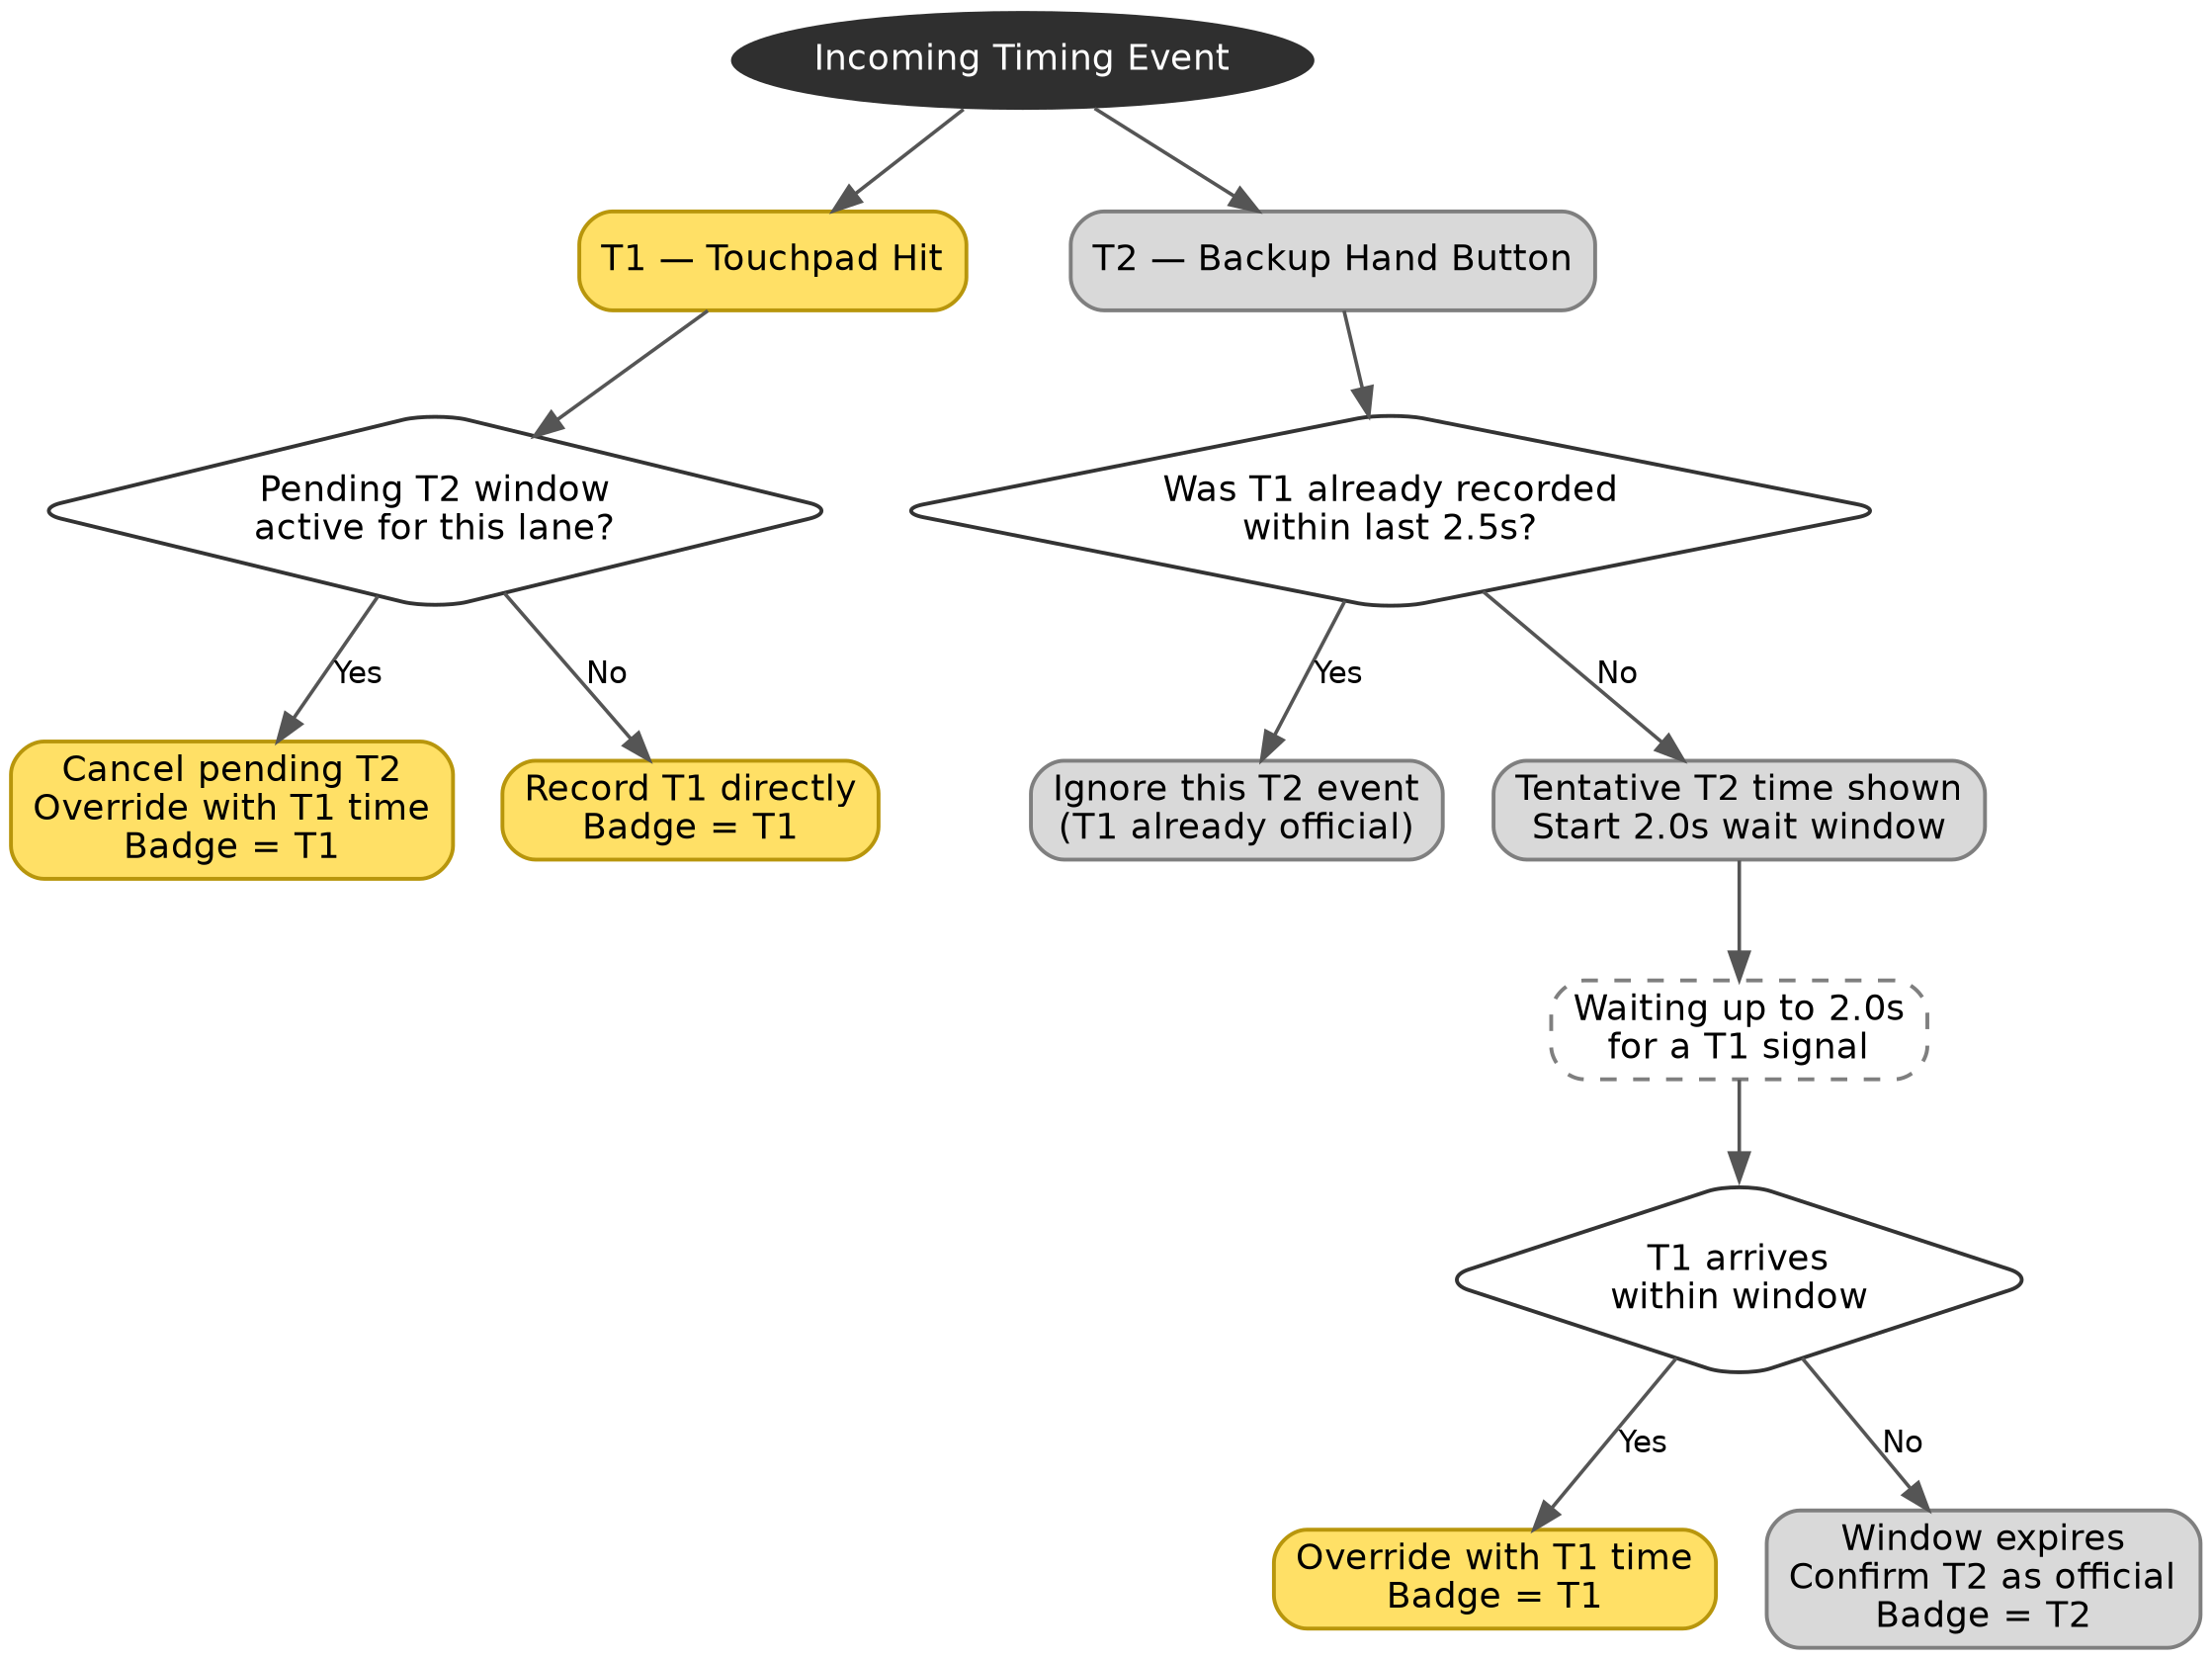 Incoming Timing Event
T1 — Touchpad Hit
T2 — Backup Hand Button
Pending T2 window
active for this lane?
Was T1 already recorded
within last 2.5s?
Yes
No
Yes
No
Cancel pending T2
Override with T1 time
Badge = T1
Record T1 directly
Badge = T1
Ignore this T2 event
(T1 already official)
Tentative T2 time shown
Start 2.0s wait window
Waiting up to 2.0s
for a T1 signal
T1 arrives
within window
Yes
No
Override with T1 time
Badge = T1
Window expires
Confirm T2 as official
Badge = T2